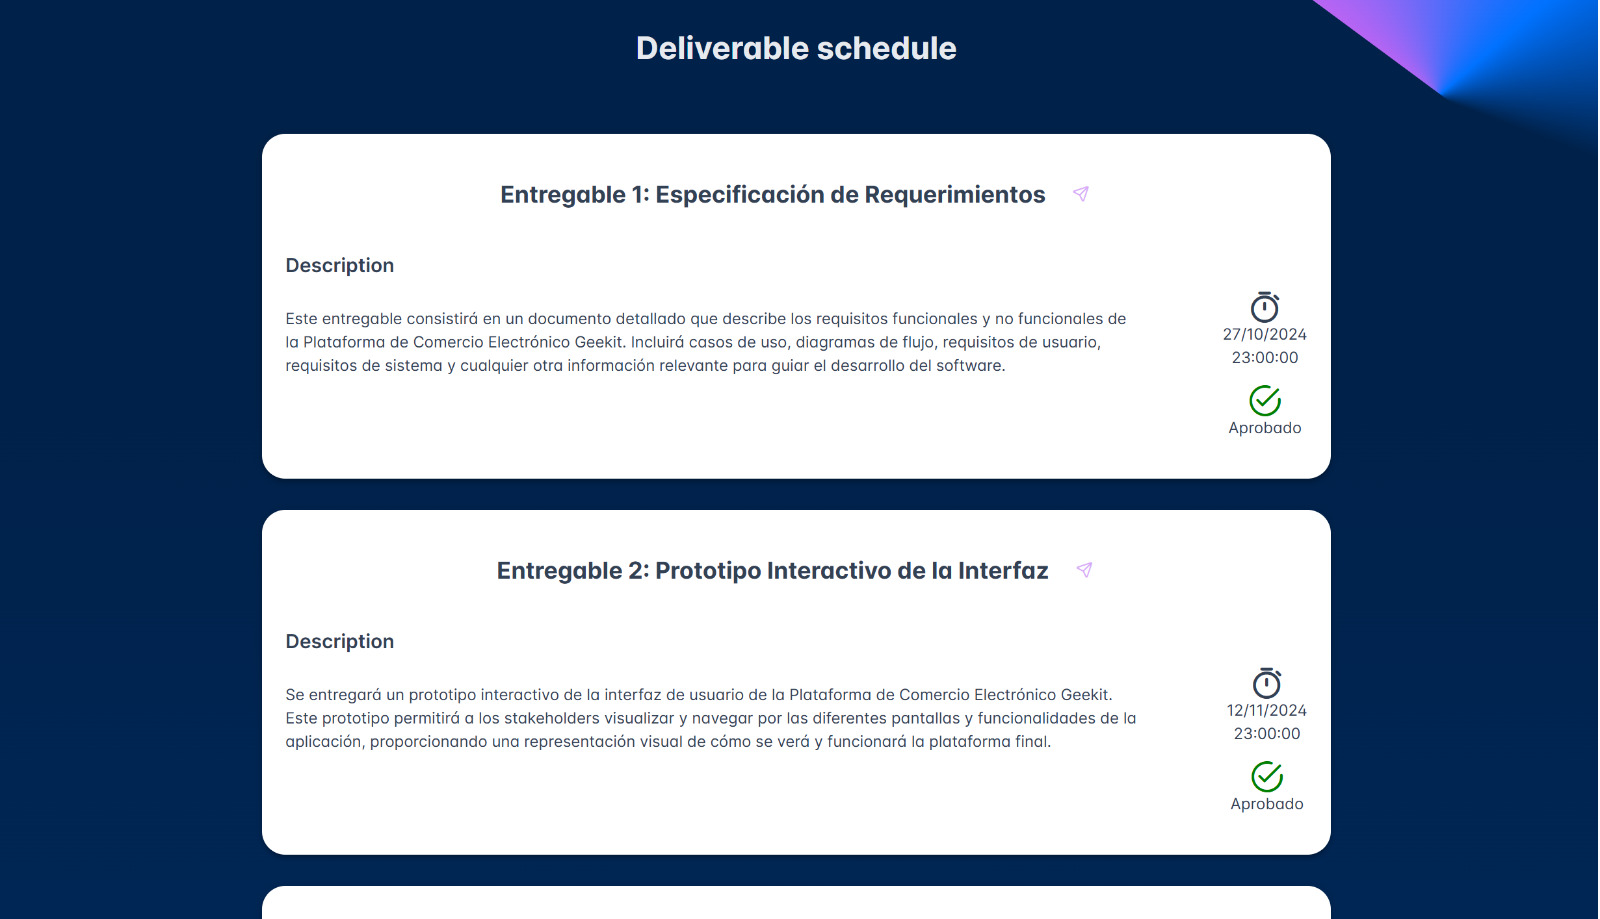 Deliverable schedule
Entregable 1: Especificación de Requerimientos
Description
Este entregable consistirá en un documento detallado que describe los requisitos funcionales y no funcionales de
la Plataforma de Comercio Electrónico Geekit. Incluirá casos de uso, diagramas de flujo, requisitos de usuario,
requisitos de sistema y cualquier otra información relevante para guiar el desarrollo del software.
27/10/2024
23:00:00
Aprobado
Entregable 2: Prototipo Interactivo de la Interfaz
Description
Se entregará un prototipo interactivo de la interfaz de usuario de la Plataforma de Comercio Electrónico Geekit.
Este prototipo permitirá a los stakeholders visualizar y navegar por las diferentes pantallas y funcionalidades de la
aplicación, proporcionando una representación visual de cómo se verá y funcionará la plataforma final.
12/11/2024
23:00:00
Aprobado